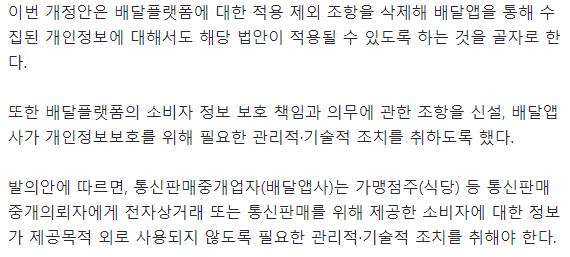 이번 개정안은 배달플랫폼에 대한 적용 제외 조항을 삭제해 배달앱을 통해 수
집된 개인정보에 대해서도 해당 법안이 적용될 수 있도록 하는 것을 골자로 한
다.
또한 배달플랫폼의 소비자 정보 보호 책임과 의무에 관한 조항을 신설, 배달앱
사가 개인정보보호를 위해 필요한 관리적·기술적 조치를 취하도록 했다.
발의안에 따르면, 통신판매중개업자(배달앱사)는 가맹점주(식당) 등 통신판매
중개의뢰자에게 전자상거래 또는 통신판매를 위해 제공한 소비자에 대한 정보
가 제공목적 외로 사용되지 않도록 필요한 관리적·기술적 조치를 취해야 한다.